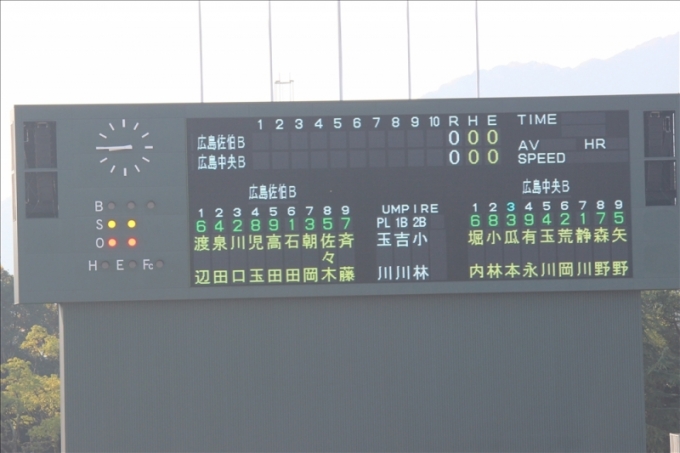 1 2 3 4 5 6 7 8 9 10 R H E TIME
広島佐伯B 0 0 0 AV HR
広島中央B 0 0 0 SPEED
広島佐伯B
1 2 3 4 5 6 7 8 9
6 4 2 8 9 1 3 5 7
渡辺
泉田
川口
児玉
高田
石田
朝岡
佐々木
斉藤
UMPIRE
PL 1B 2B
玉川
吉川
小林
広島中央B
1 2 3 4 5 6 7 8 9
6 8 3 9 4 2 1 7 5
堀内
小林
瓜本
有永
玉川
荒岡
静川
森野
矢野
B
S
O
H E Fc